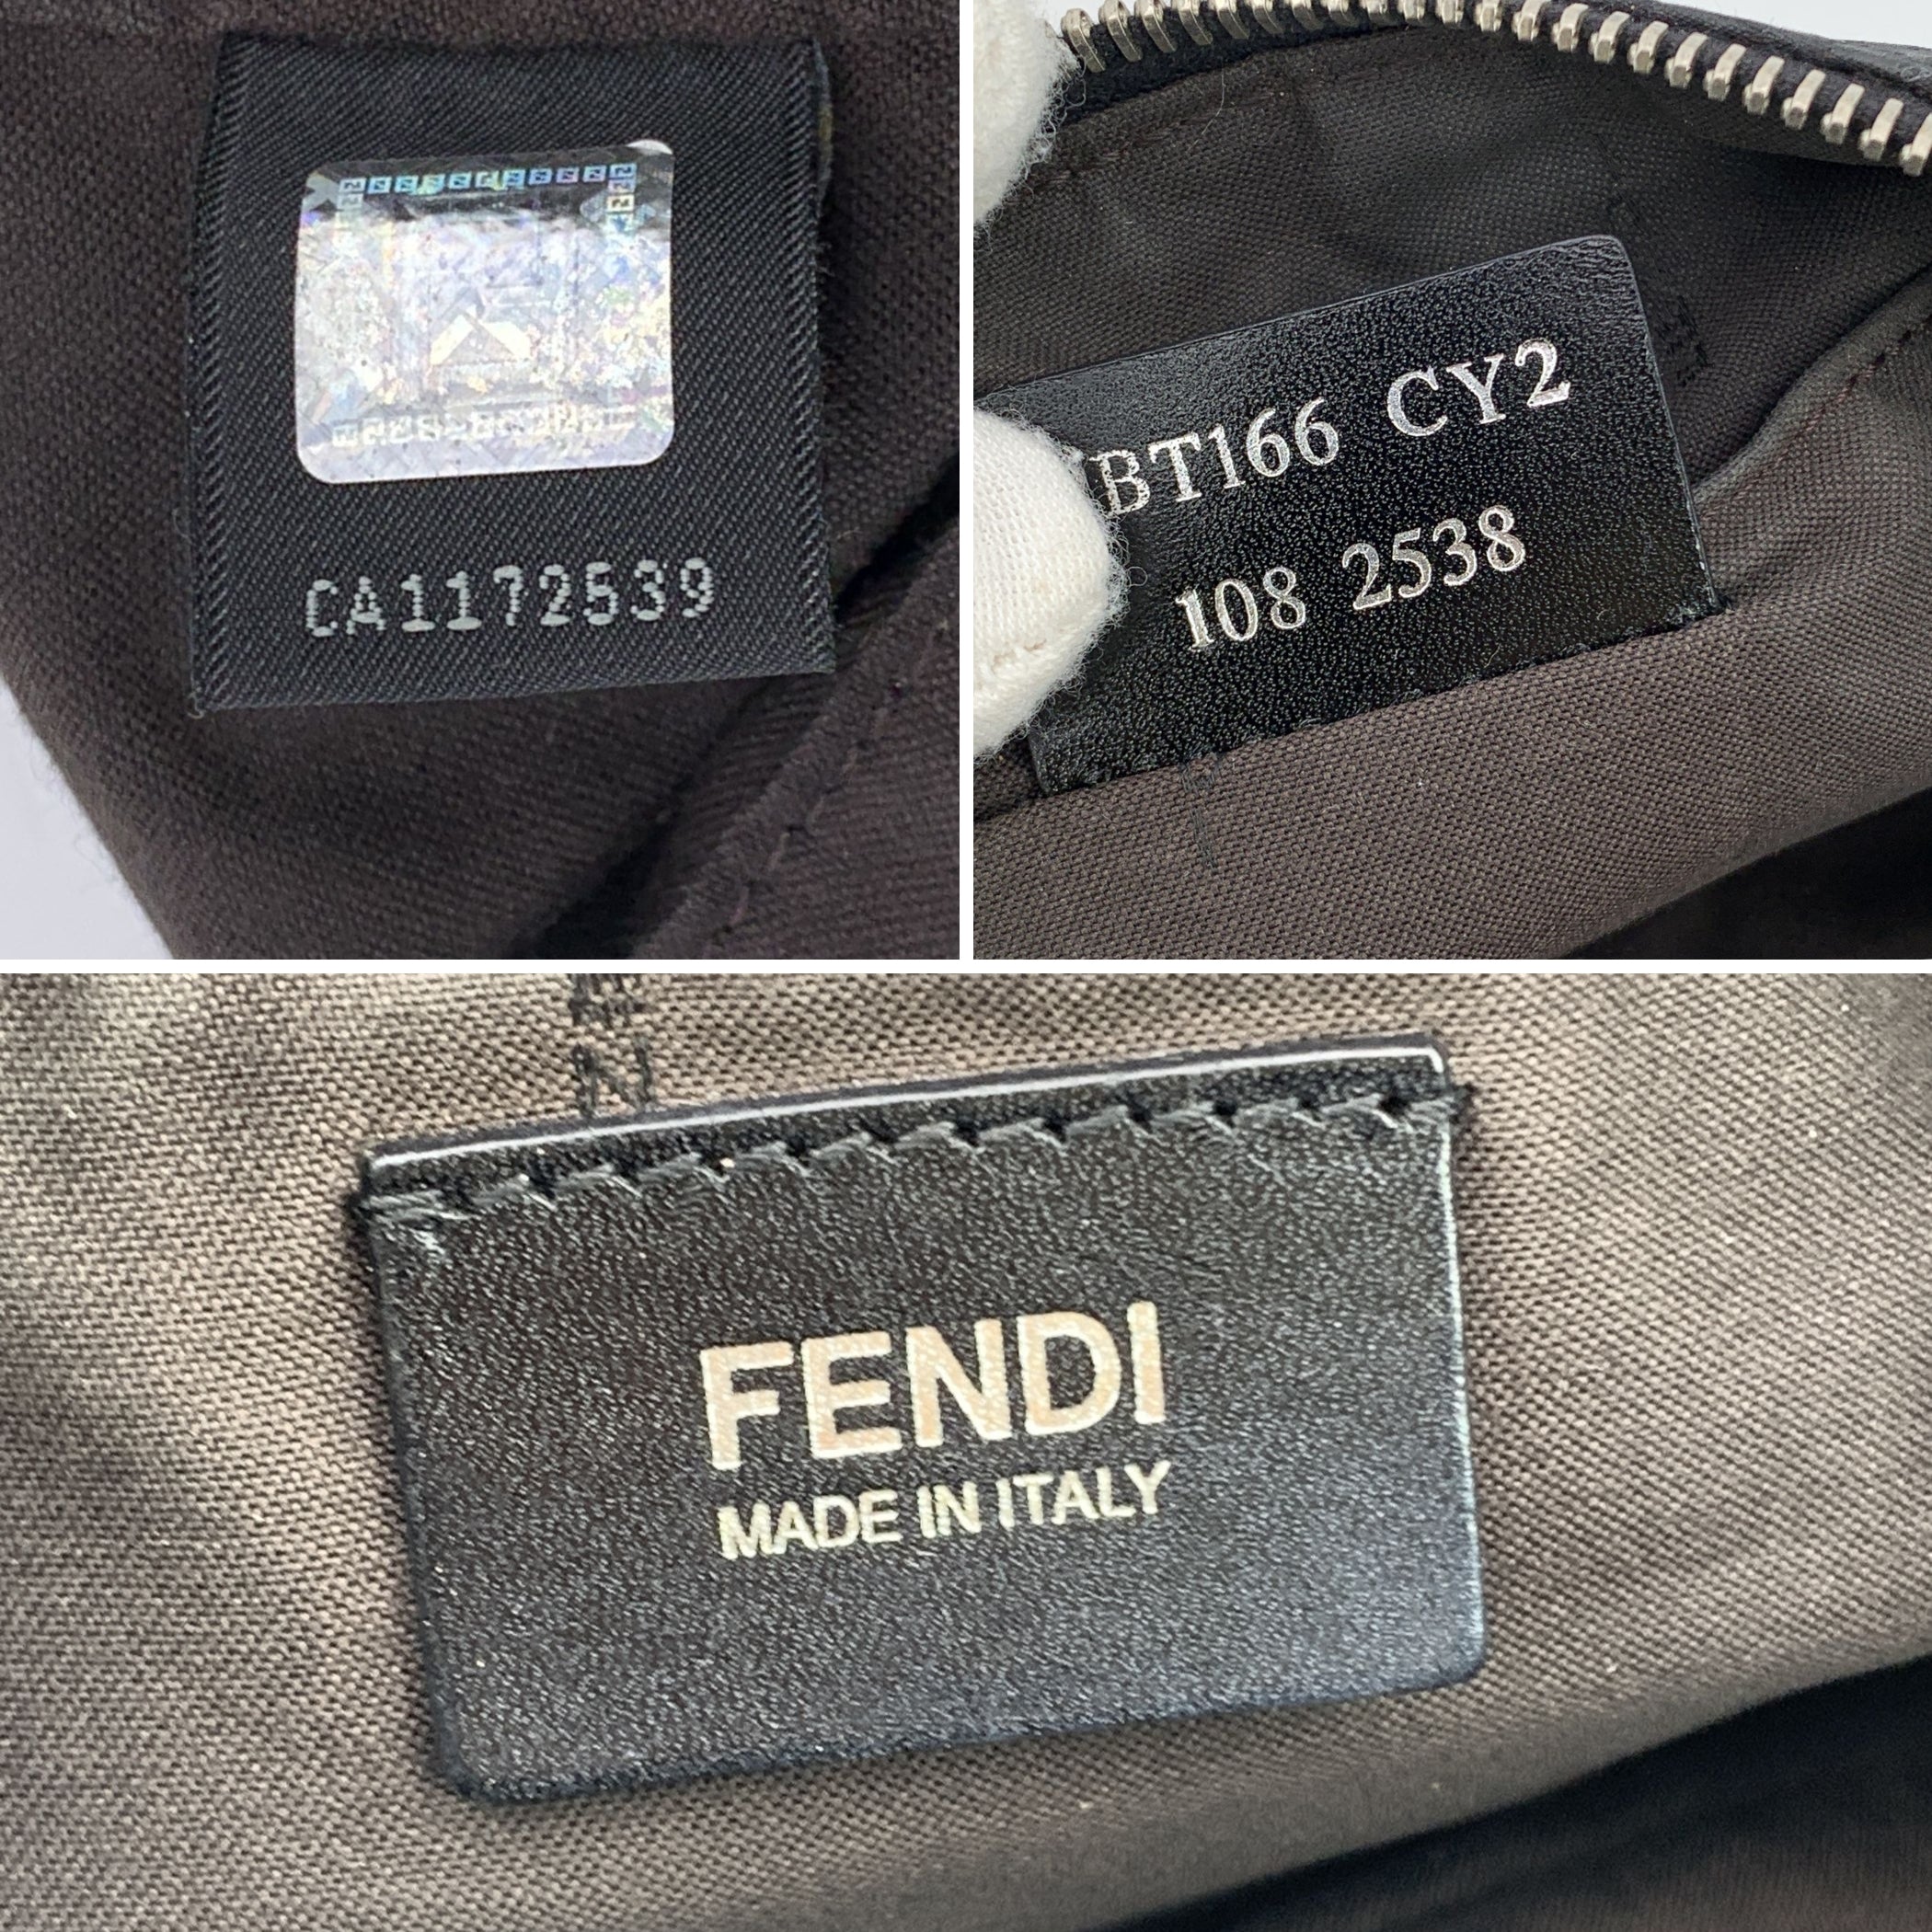 CA1172539
BT166 CY2
108 2538
FENDI
MADE IN ITALY